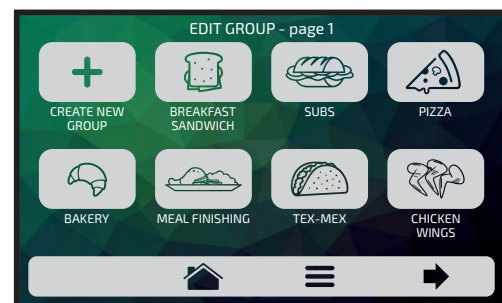 EDIT GROUP - page 1
CREATE NEW
GROUP
BREAKFAST
SANDWICH
SUBS
PIZZA
BAKERY
MEAL FINISHING
TEX-MEX
CHICKEN
WINGS